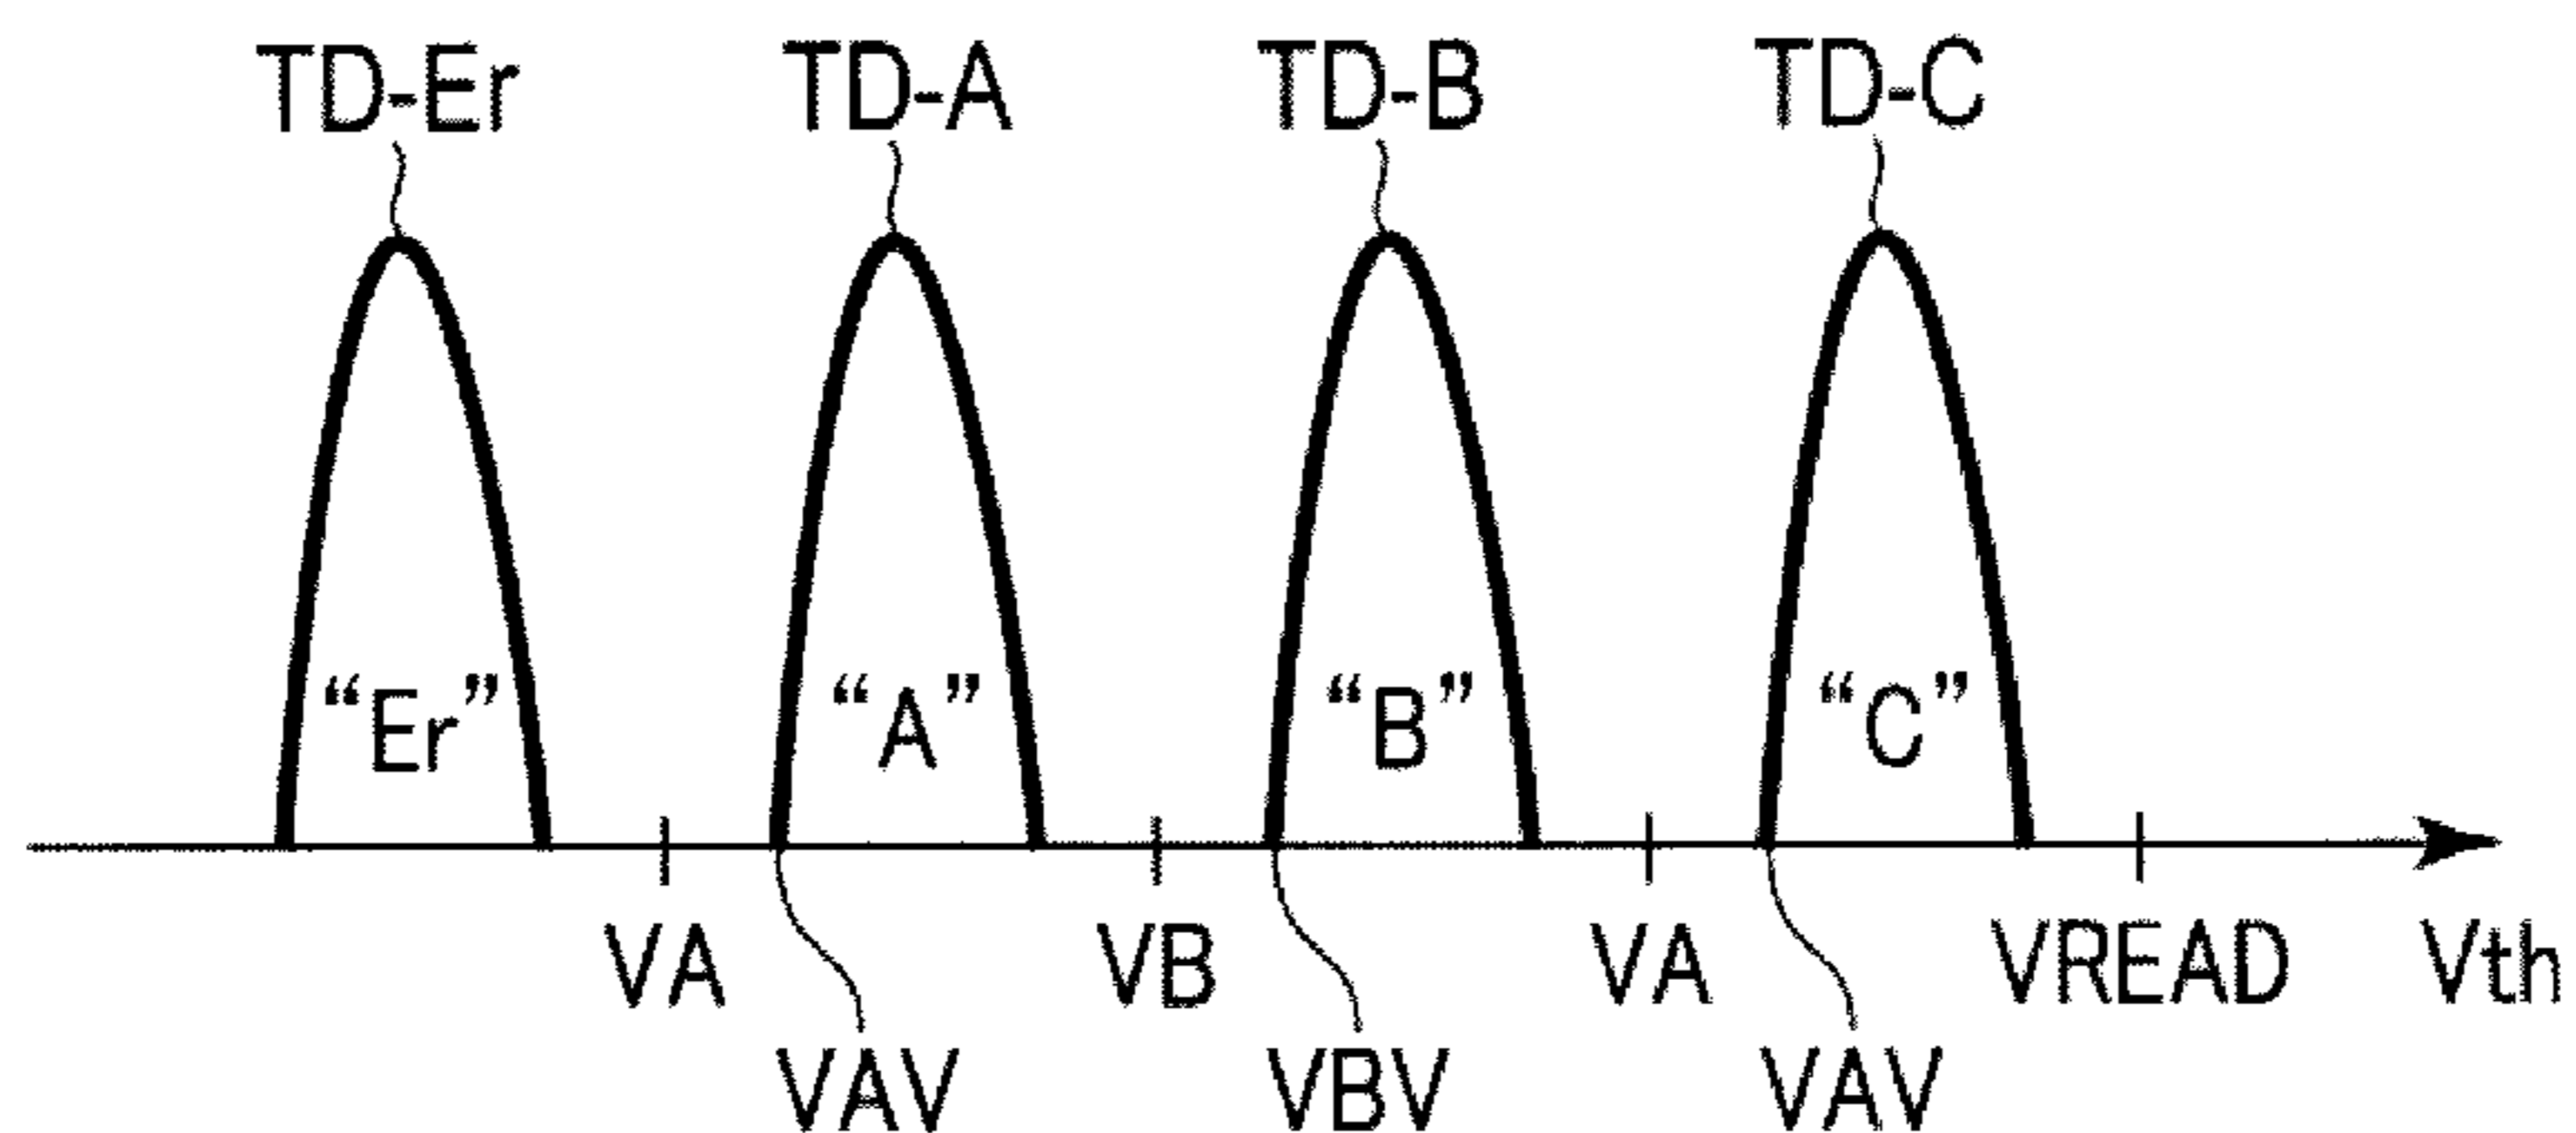 TD-Er TD-A TD-B TD-C
“Er” “A” “B” “C”
VA VB VA VREAD Vth
VAV VBV VAV